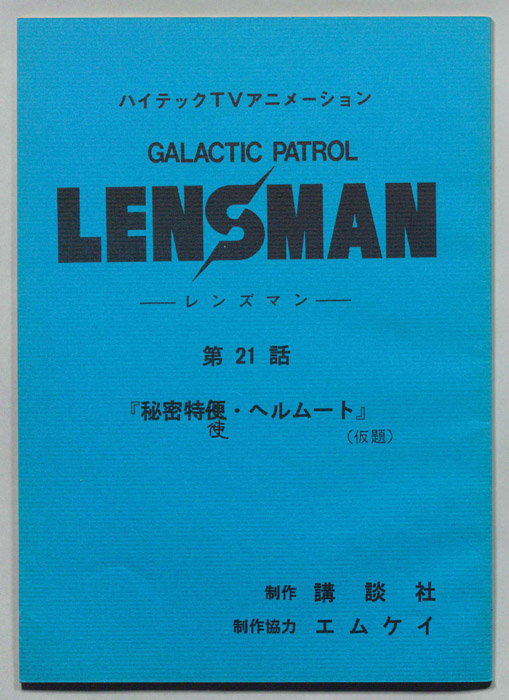 ハイテックTVアニメーション
GALACTIC PATROL
LENSMAN
—レンズマン—
第21話
『秘密特便・ヘルムート』
使
(仮題)
制作 講談社
制作協力 エムケイ